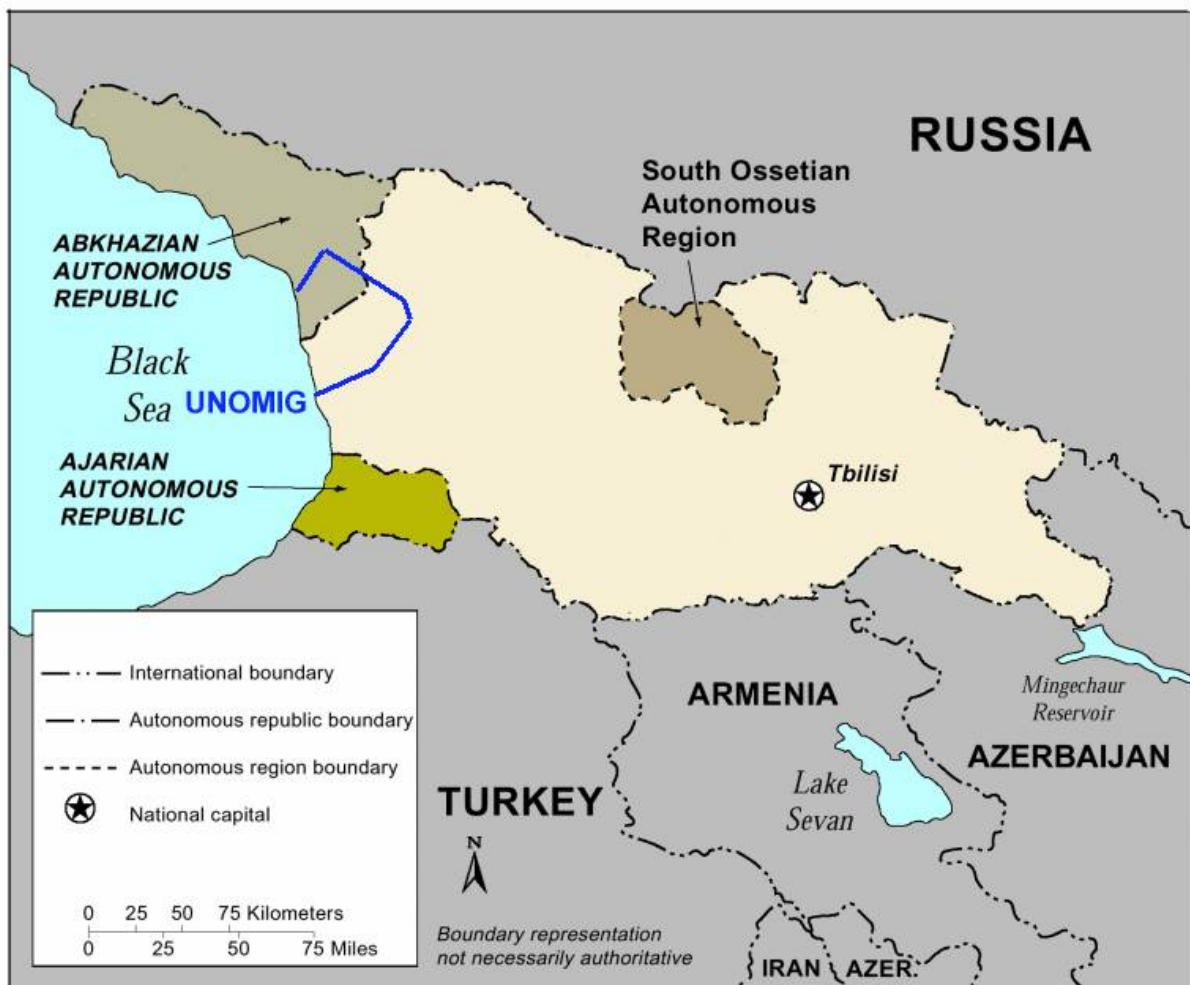 RUSSIA
South Ossetian
Autonomous
Region
ABKHAZIAN
AUTONOMOUS
REPUBLIC
Black
Sea
UNOMIG
AJARIAN
AUTONOMOUS
REPUBLIC
Tbilisi
International boundary
Autonomous republic boundary
Autonomous region boundary
National capital
0 25 50 75 Kilometers
0 25 50 75 Miles
ARMENIA
Mingechaur
Reservoir
AZERBAIJAN
TURKEY
Lake
Sevan
N
Boundary representation
not necessarily authoritative
IRAN
AZER.